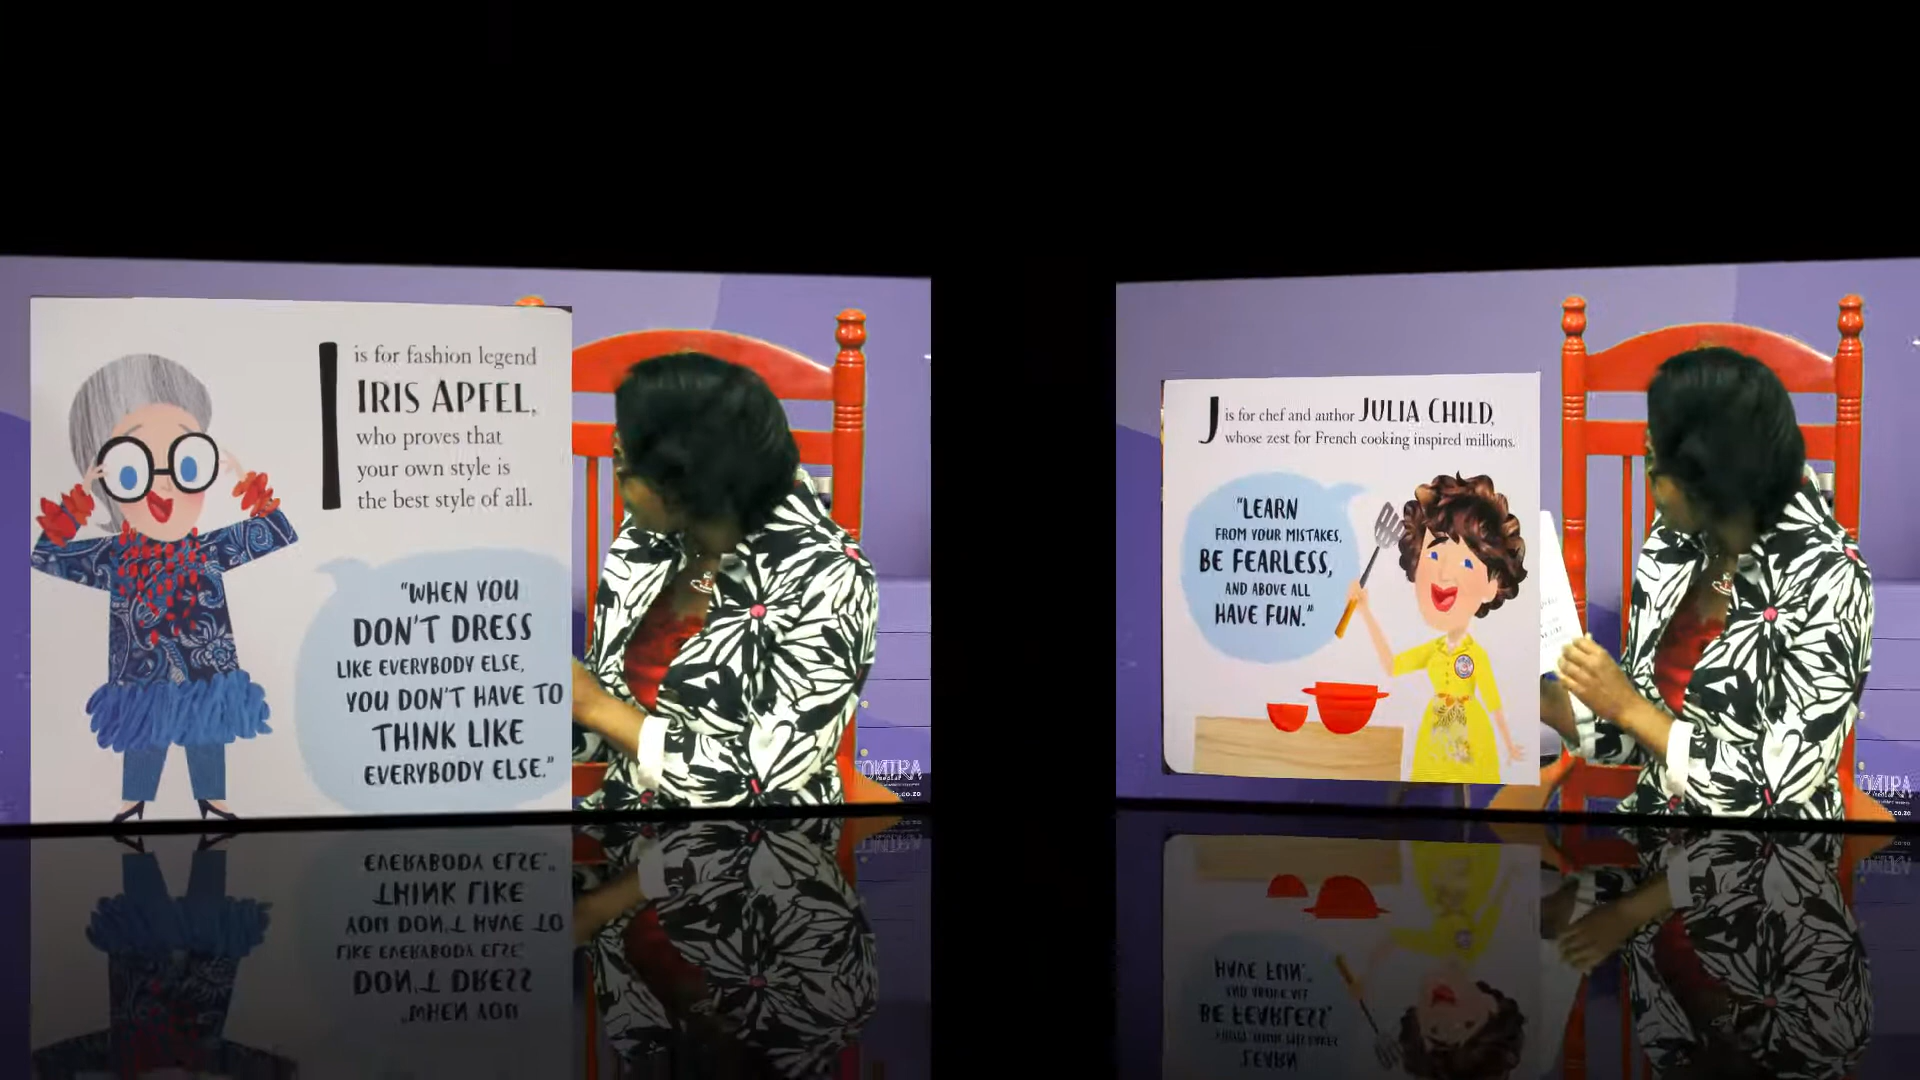 I is for fashion legend
IRIS APFEL,
who proves that
your own style is
the best style of all.
"WHEN YOU
DON'T DRESS
LIKE EVERYBODY ELSE,
YOU DON'T HAVE TO
THINK LIKE
EVERYBODY ELSE."
J is for chef and author JULIA CHILD,
whose zest for French cooking inspired millions.
"LEARN
FROM YOUR MISTAKES,
BE FEARLESS,
AND ABOVE ALL
HAVE FUN."